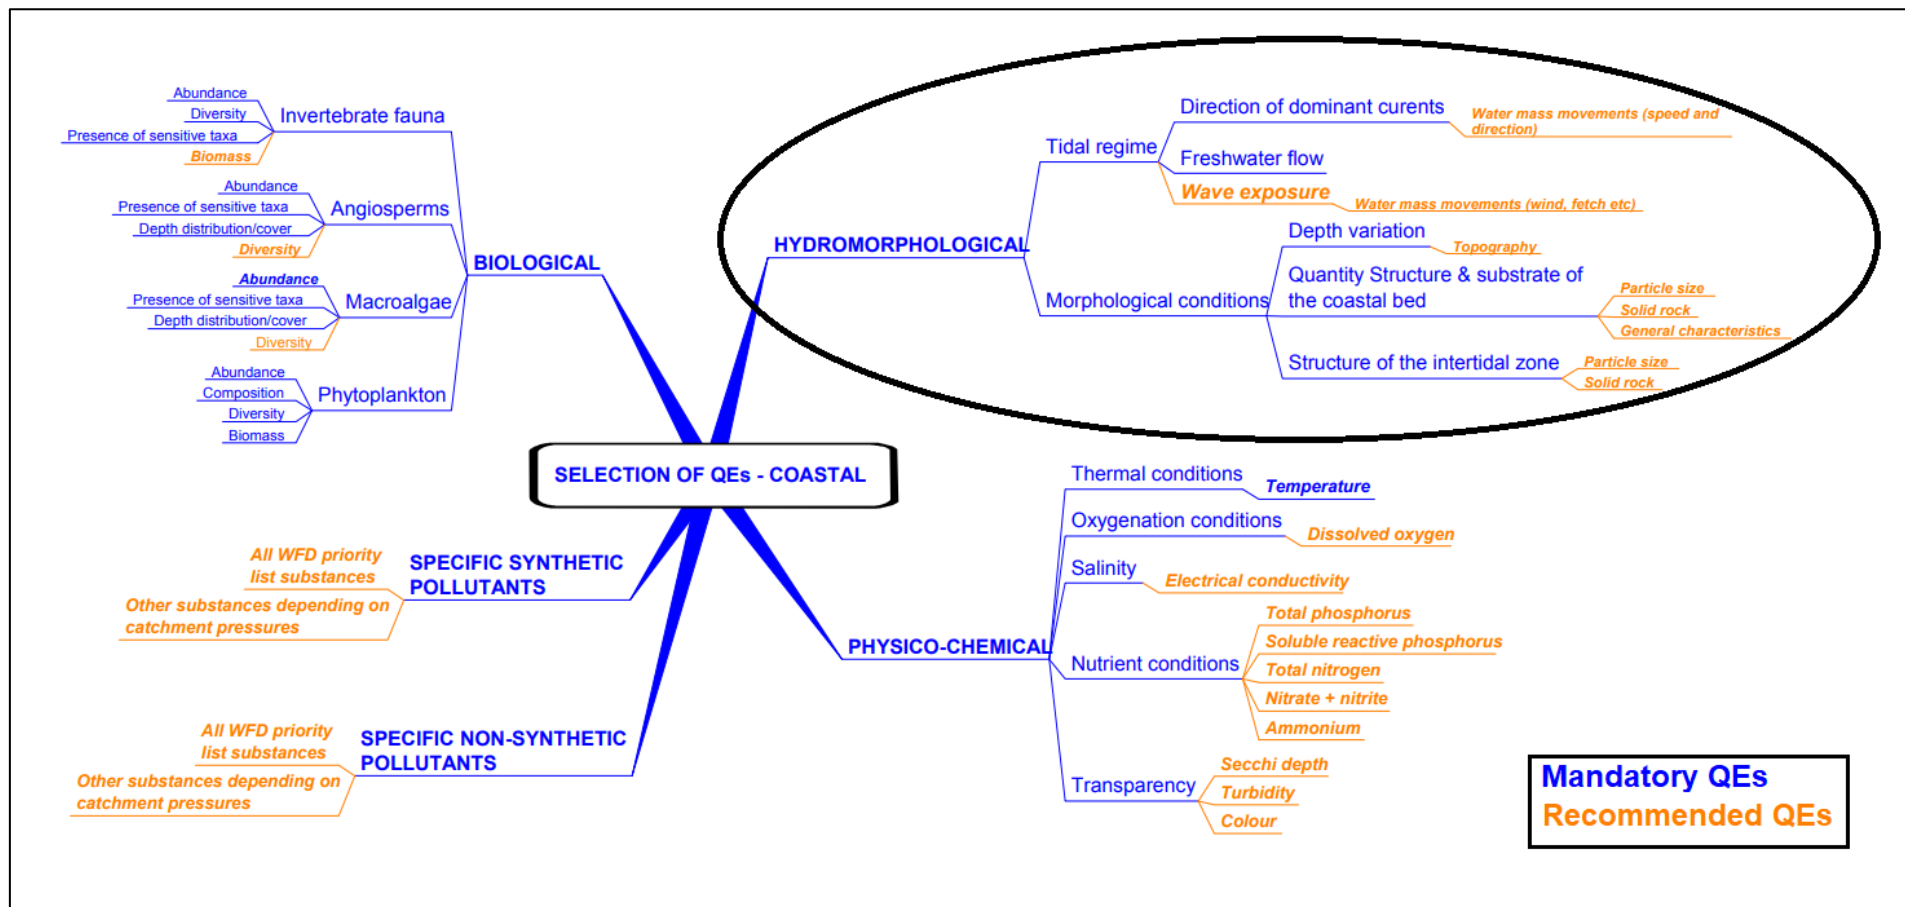 Abundance
Diversity
Presence of sensitive taxa
Biomass
Invertebrate fauna
Abundance
Presence of sensitive taxa
Depth distribution/cover
Diversity
Angiosperms
Abundance
Presence of sensitive taxa
Depth distribution/cover
Diversity
Macroalgae
Abundance
Composition
Diversity
Biomass
Phytoplankton
BIOLOGICAL
HYDROMORPHOLOGICAL
Tidal regime
Direction of dominant curents
Water mass movements (speed and
direction)
Freshwater flow
Wave exposure
Water mass movements (wind, fetch etc)
Morphological conditions
Depth variation
Topography
Quantity Structure & substrate of
the coastal bed
Particle size
Solid rock
General characteristics
Structure of the intertidal zone
Particle size
Solid rock
SELECTION OF QEs - COASTAL
All WFD priority
list substances
Other substances depending on
catchment pressures
SPECIFIC SYNTHETIC
POLLUTANTS
All WFD priority
list substances
Other substances depending on
catchment pressures
SPECIFIC NON-SYNTHETIC
POLLUTANTS
PHYSICO-CHEMICAL
Thermal conditions
Temperature
Oxygenation conditions
Dissolved oxygen
Salinity
Electrical conductivity
Nutrient conditions
Total phosphorus
Soluble reactive phosphorus
Total nitrogen
Nitrate + nitrite
Ammonium
Transparency
Secchi depth
Turbidity
Colour
Mandatory QEs
Recommended QEs